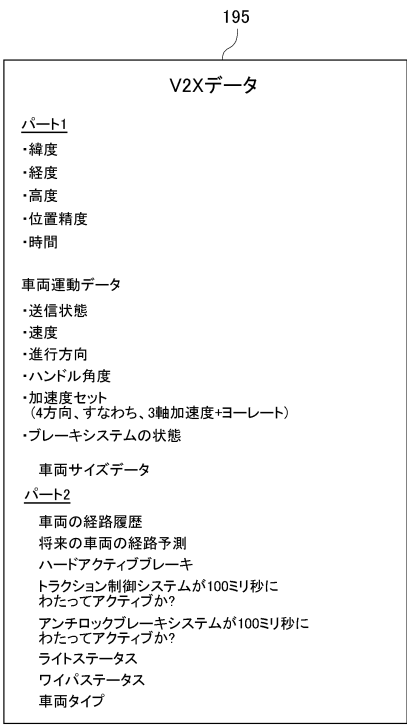 195
V2Xデータ
パート1
・緯度
・経度
・高度
・位置精度
・時間
車両運動データ
・送信状態
・速度
・進行方向
・ハンドル角度
・加速度セット
(4方向、すなわち、3軸加速度+ヨーレート)
・ブレーキシステムの状態
車両サイズデータ
パート2
車両の経路履歴
将来の車両の経路予測
ハードアクティブブレーキ
トラクション制御システムが100ミリ秒に
わたってアクティブか?
アンチロックブレーキシステムが100ミリ秒に
わたってアクティブか?
ライトステータス
ワイパステータス
車両タイプ